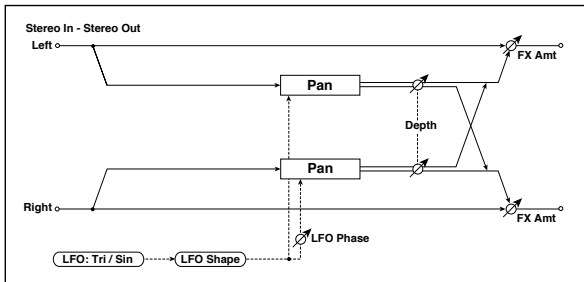 Stereo In - Stereo Out
Left
FX Amt
Pan
Depth
Pan
Right
FX Amt
LFO Phase
LFO: Tri / Sin
LFO Shape